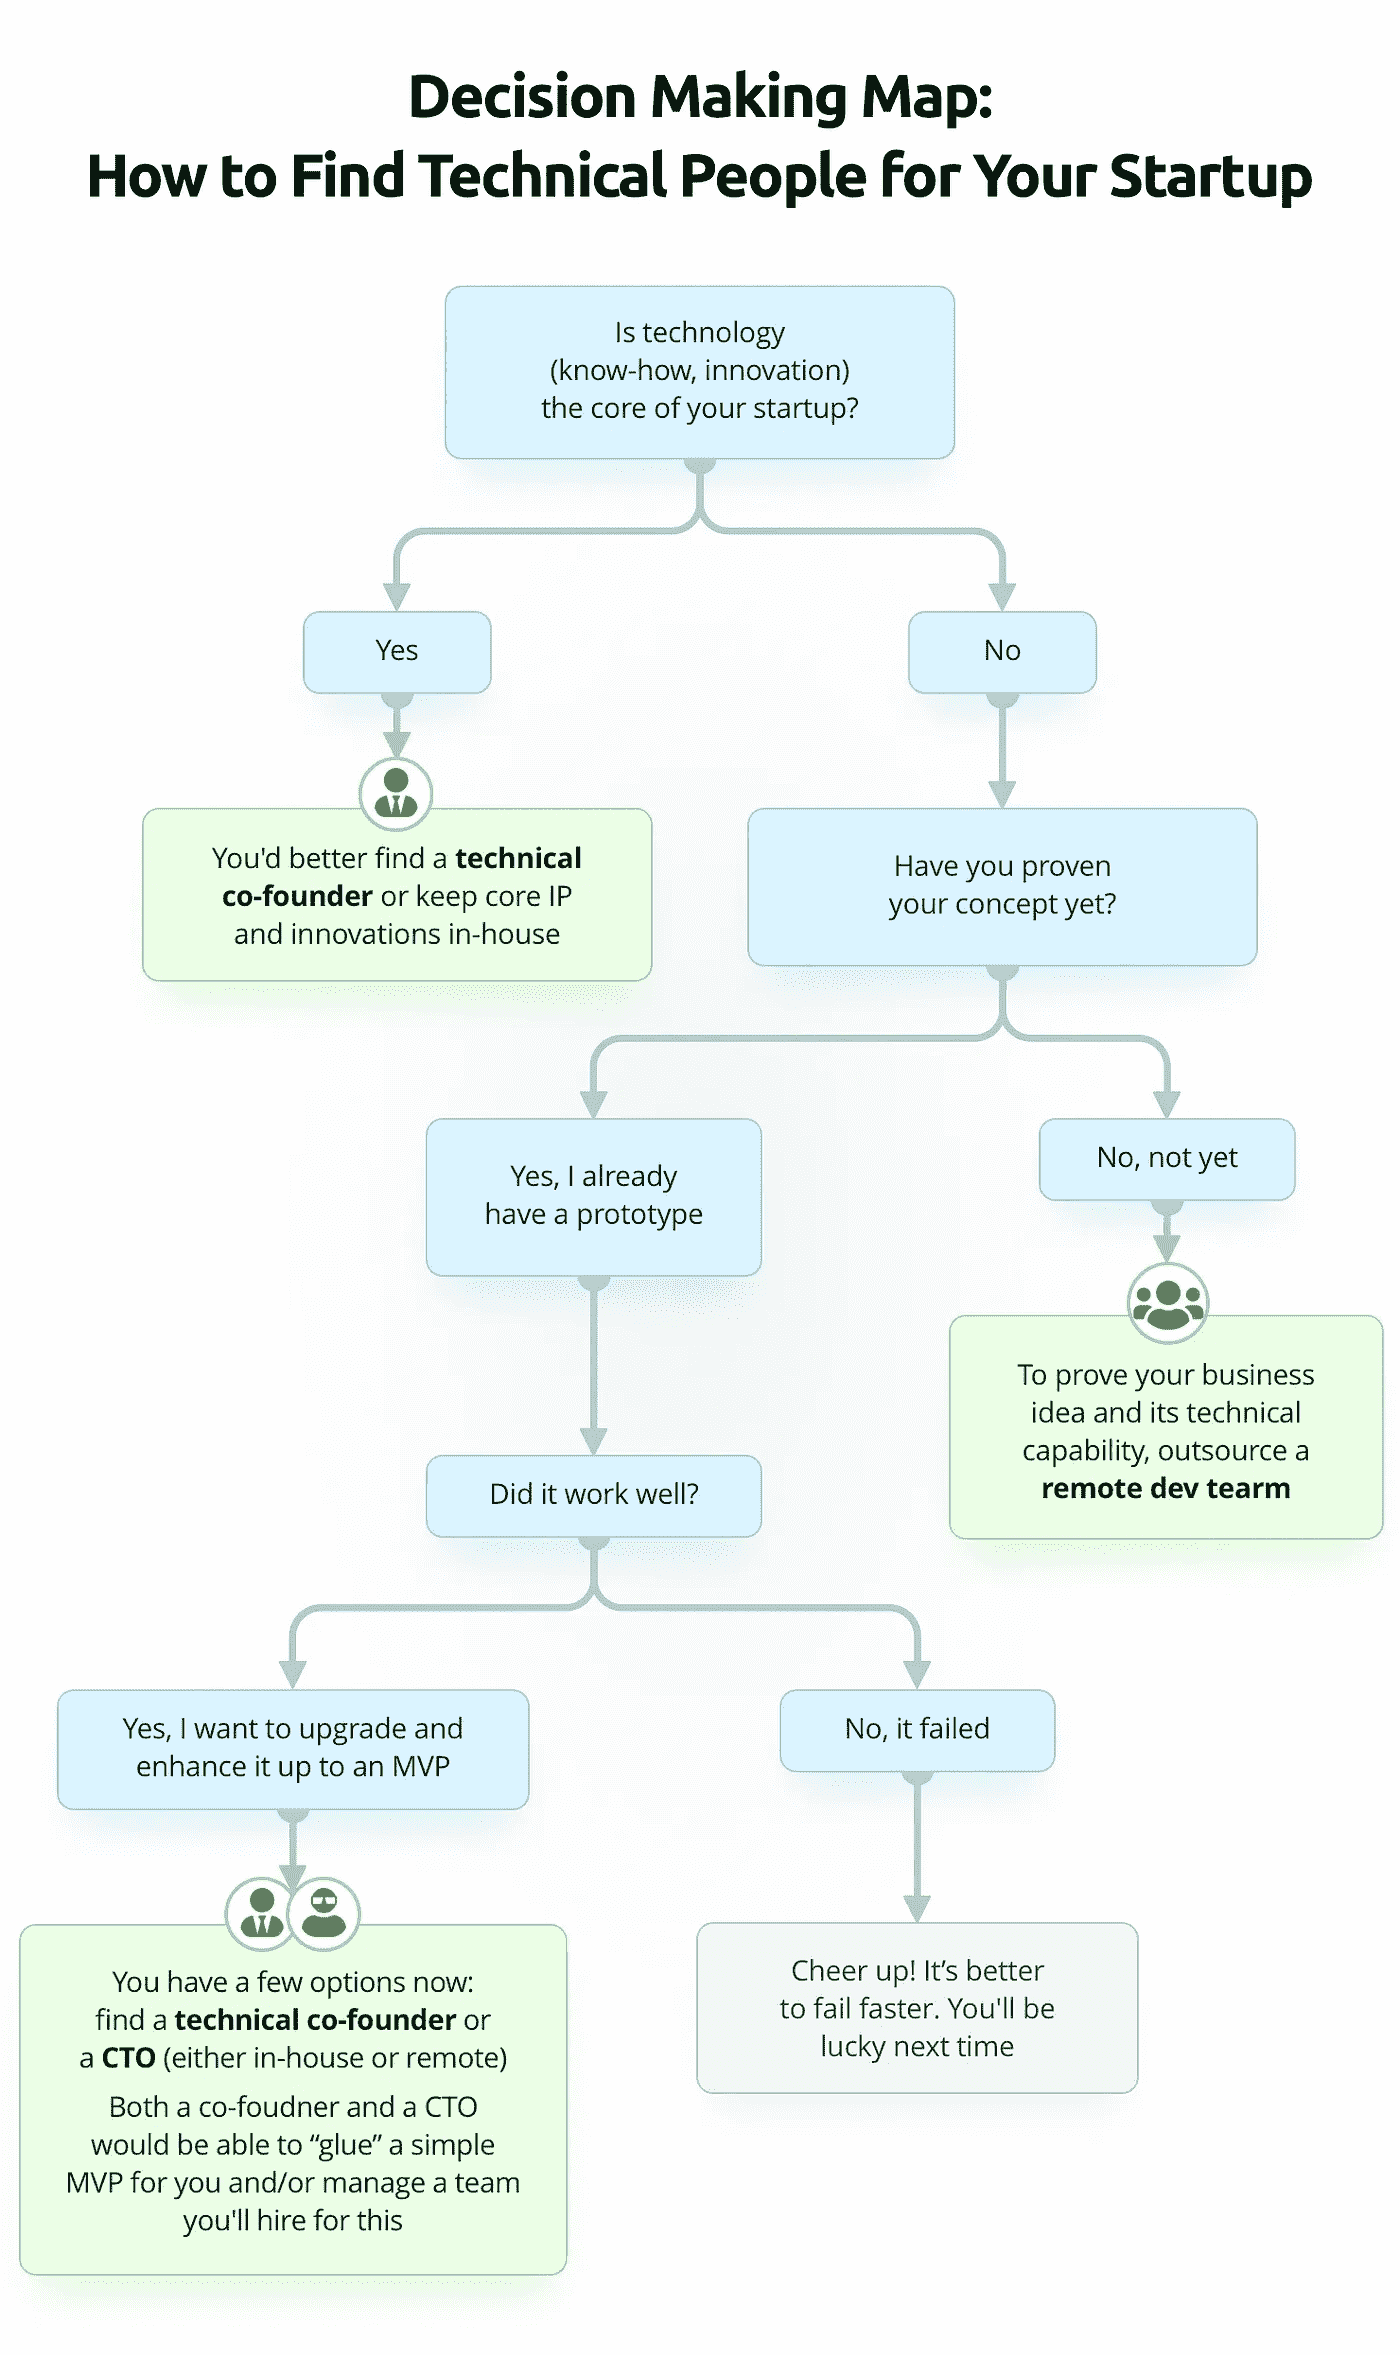 Decision Making Map:
How to Find Technical People for Your Startup
Is technology
(know-how, innovation)
the core of your startup?
Yes
No
You'd better find a technical
co-founder or keep core IP
and innovations in-house
Have you proven
your concept yet?
Yes, I already
have a prototype
No, not yet
To prove your business
idea and its technical
capability, outsource a
remote dev tearm
Did it work well?
Yes, I want to upgrade and
enhance it up to an MVP
No, it failed
You have a few options now:
find a technical co-founder or
a CTO (either in-house or remote)
Both a co-foudner and a CTO
would be able to “glue” a simple
MVP for you and/or manage a team
you'll hire for this
Cheer up! It’s better
to fail faster. You'll be
lucky next time